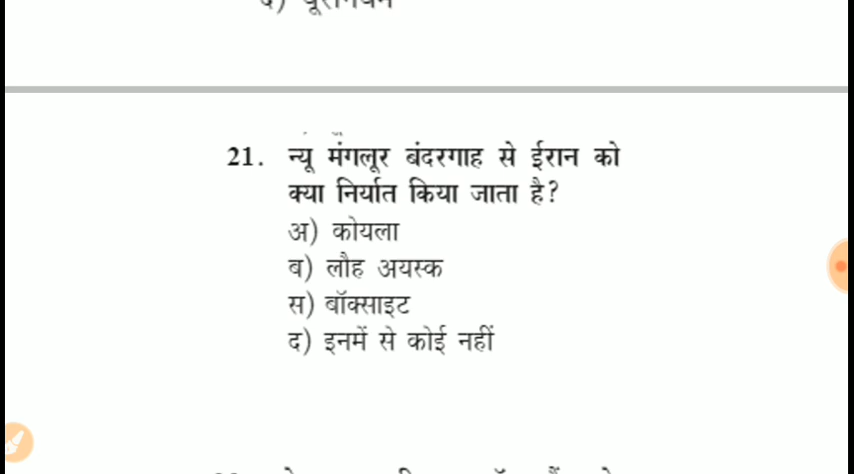 21. न्यू मंगलूर बंदरगाह से ईरान को
क्या निर्यात किया जाता है?
अ) कोयला
ब) लौह अयस्क
स) बॉक्साइट
द) इनमें से कोई नहीं